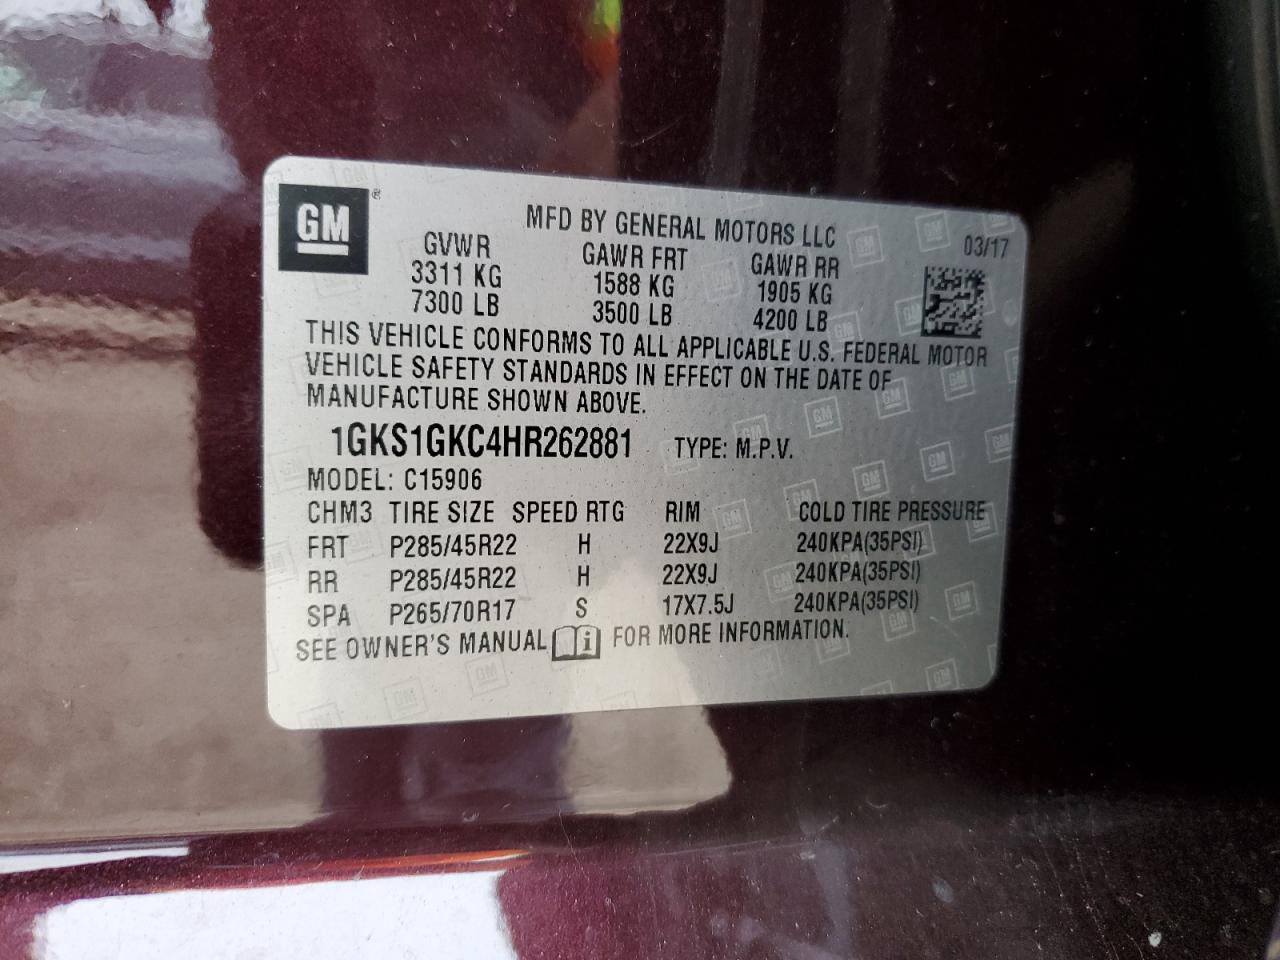 GM ®
MFD BY GENERAL MOTORS LLC
03/17
GVWR GAWR FRT GAWR RR
3311 KG 1588 KG 1905 KG
7300 LB 3500 LB 4200 LB
THIS VEHICLE CONFORMS TO ALL APPLICABLE U.S. FEDERAL MOTOR
VEHICLE SAFETY STANDARDS IN EFFECT ON THE DATE OF
MANUFACTURE SHOWN ABOVE.
1GKS1GKC4HR262881 TYPE: M.P.V.
MODEL: C15906
CHM3 TIRE SIZE SPEED RTG RIM COLD TIRE PRESSURE
FRT P285/45R22 H 22X9J 240KPA(35PSI)
RR P285/45R22 H 22X9J 240KPA(35PSI)
SPA P265/70R17 S 17X7.5J 240KPA(35PSI)
SEE OWNER'S MANUAL i FOR MORE INFORMATION.